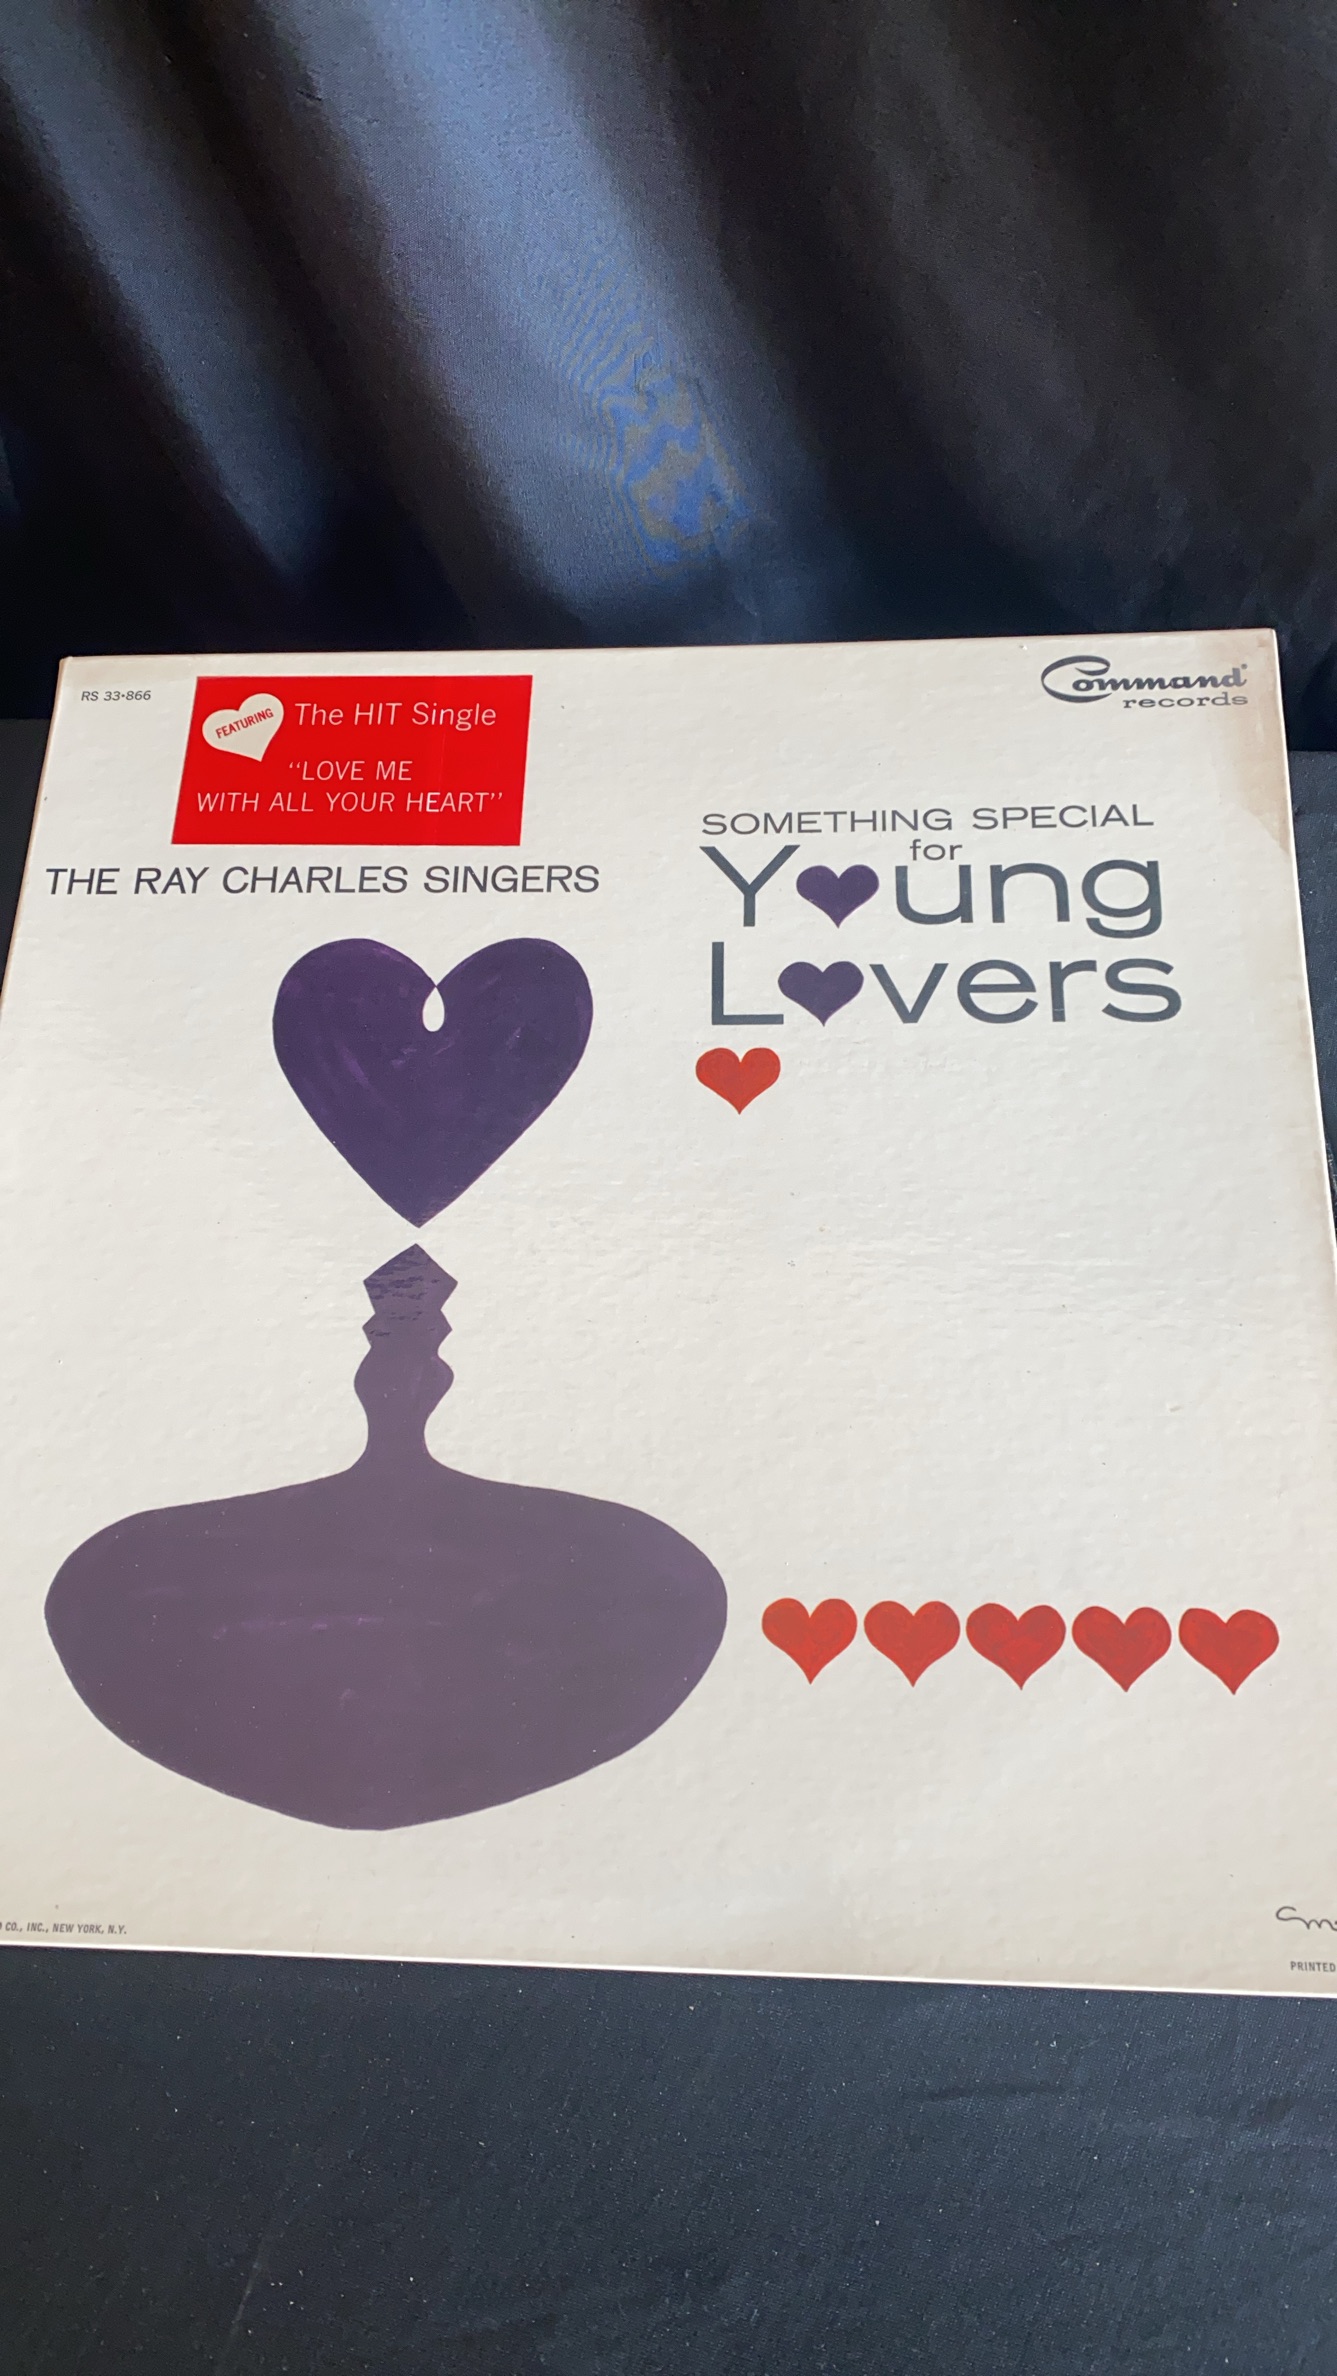 RS 33•866
FEATURING
The HIT Single
“LOVE ME
WITH ALL YOUR HEART”
Command®
records
THE RAY CHARLES SINGERS
SOMETHING SPECIAL
for
Young
Lovers
CO., INC., NEW YORK, N.Y.
PRINTED